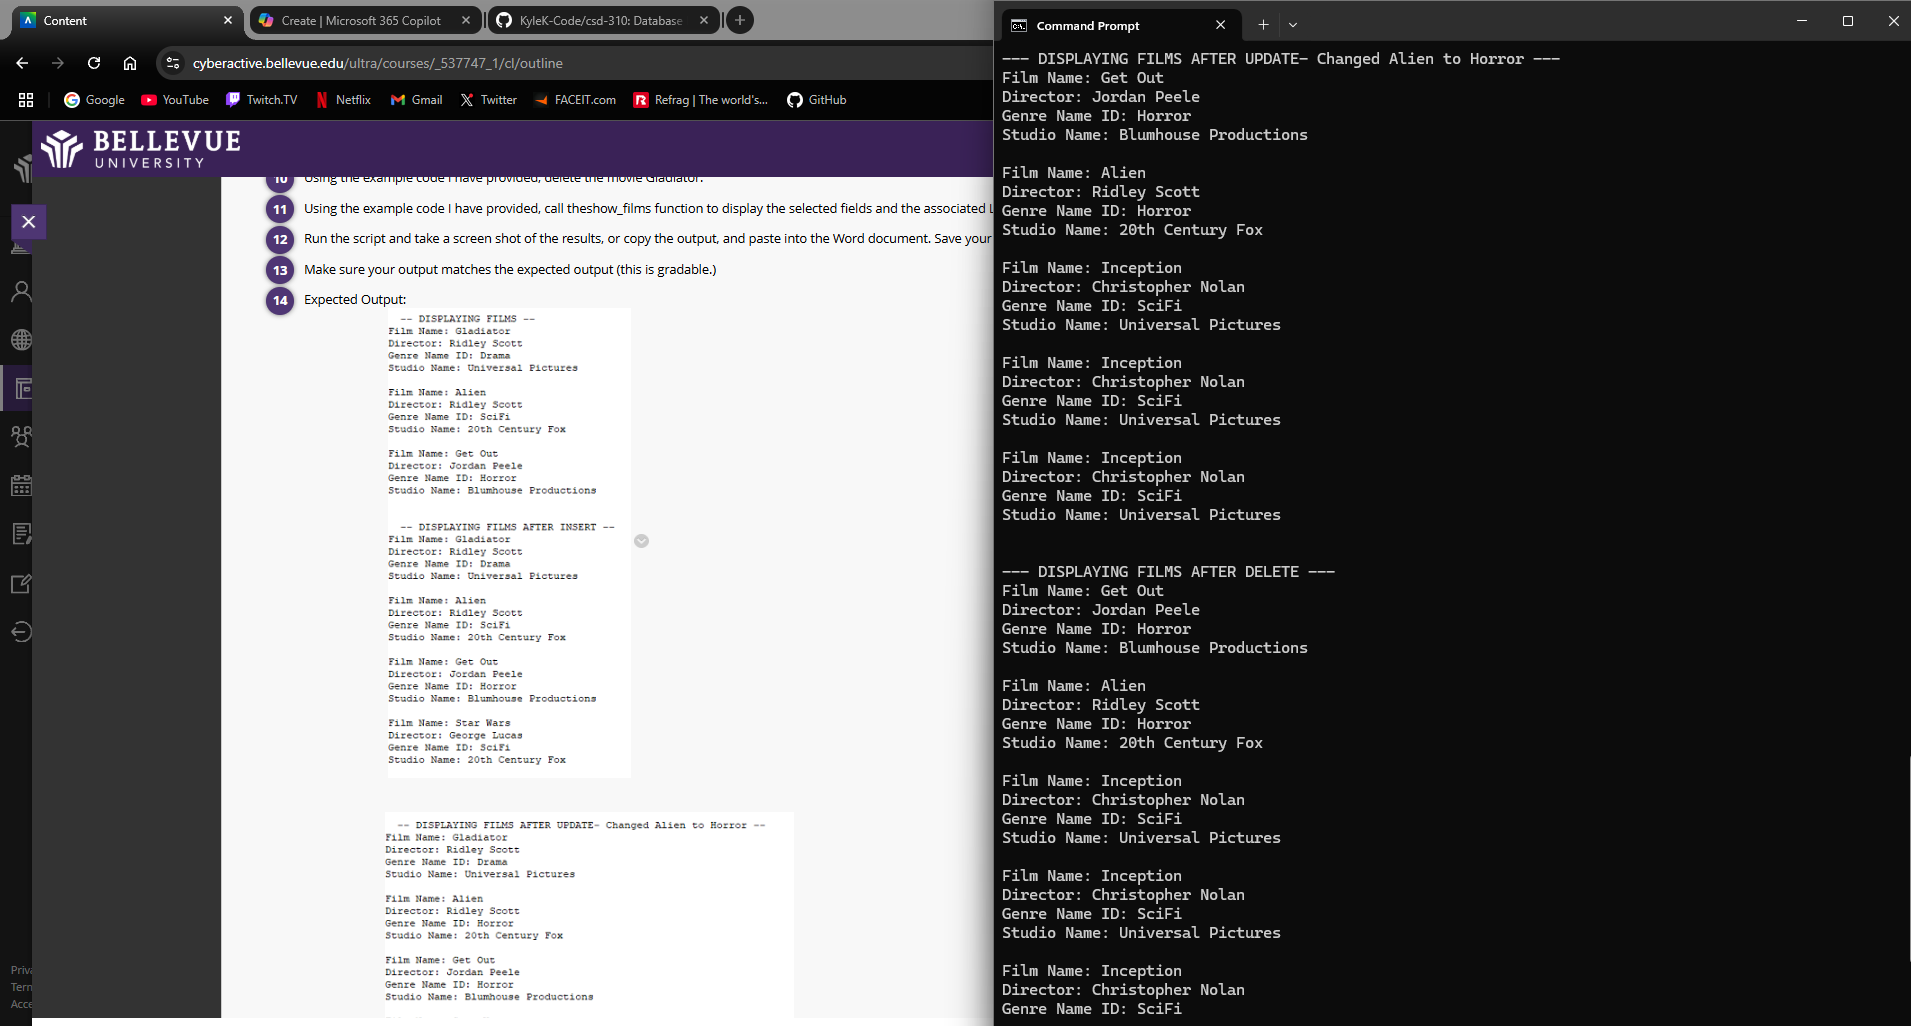 Content
Create | Microsoft 365 Copilot
KyleK-Code/csd-310: Database
cyberactive.bellevue.edu/ultra/courses/_537747_1/cl/outline
Google
YouTube
Twitch.TV
Netflix
Gmail
Twitter
FACEIT.com
Refrag | The world's...
GitHub
BELLEVUE
UNIVERSITY
10 Using the example code I have provided, delete the movie Gladiator.
11 Using the example code I have provided, call theshow_films function to display the selected fields and the associated
12 Run the script and take a screen shot of the results, or copy the output, and paste into the Word document. Save your
13 Make sure your output matches the expected output (this is gradable.)
14 Expected Output:
-- DISPLAYING FILMS --
Film Name: Gladiator
Director: Ridley Scott
Genre Name ID: Drama
Studio Name: Universal Pictures
Film Name: Alien
Director: Ridley Scott
Genre Name ID: SciFi
Studio Name: 20th Century Fox
Film Name: Get Out
Director: Jordan Peele
Genre Name ID: Horror
Studio Name: Blumhouse Productions
-- DISPLAYING FILMS AFTER INSERT --
Film Name: Gladiator
Director: Ridley Scott
Genre Name ID: Drama
Studio Name: Universal Pictures
Film Name: Alien
Director: Ridley Scott
Genre Name ID: SciFi
Studio Name: 20th Century Fox
Film Name: Get Out
Director: Jordan Peele
Genre Name ID: Horror
Studio Name: Blumhouse Productions
Film Name: Star Wars
Director: George Lucas
Genre Name ID: SciFi
Studio Name: 20th Century Fox
-- DISPLAYING FILMS AFTER UPDATE- Changed Alien to Horror --
Film Name: Gladiator
Director: Ridley Scott
Genre Name ID: Drama
Studio Name: Universal Pictures
Film Name: Alien
Director: Ridley Scott
Genre Name ID: Horror
Studio Name: 20th Century Fox
Film Name: Get Out
Director: Jordan Peele
Genre Name ID: Horror
Studio Name: Blumhouse Productions
Priva
Term
Acce
Command Prompt
--- DISPLAYING FILMS AFTER UPDATE- Changed Alien to Horror ---
Film Name: Get Out
Director: Jordan Peele
Genre Name ID: Horror
Studio Name: Blumhouse Productions
Film Name: Alien
Director: Ridley Scott
Genre Name ID: Horror
Studio Name: 20th Century Fox
Film Name: Inception
Director: Christopher Nolan
Genre Name ID: SciFi
Studio Name: Universal Pictures
Film Name: Inception
Director: Christopher Nolan
Genre Name ID: SciFi
Studio Name: Universal Pictures
Film Name: Inception
Director: Christopher Nolan
Genre Name ID: SciFi
Studio Name: Universal Pictures
--- DISPLAYING FILMS AFTER DELETE ---
Film Name: Get Out
Director: Jordan Peele
Genre Name ID: Horror
Studio Name: Blumhouse Productions
Film Name: Alien
Director: Ridley Scott
Genre Name ID: Horror
Studio Name: 20th Century Fox
Film Name: Inception
Director: Christopher Nolan
Genre Name ID: SciFi
Studio Name: Universal Pictures
Film Name: Inception
Director: Christopher Nolan
Genre Name ID: SciFi
Studio Name: Universal Pictures
Film Name: Inception
Director: Christopher Nolan
Genre Name ID: SciFi